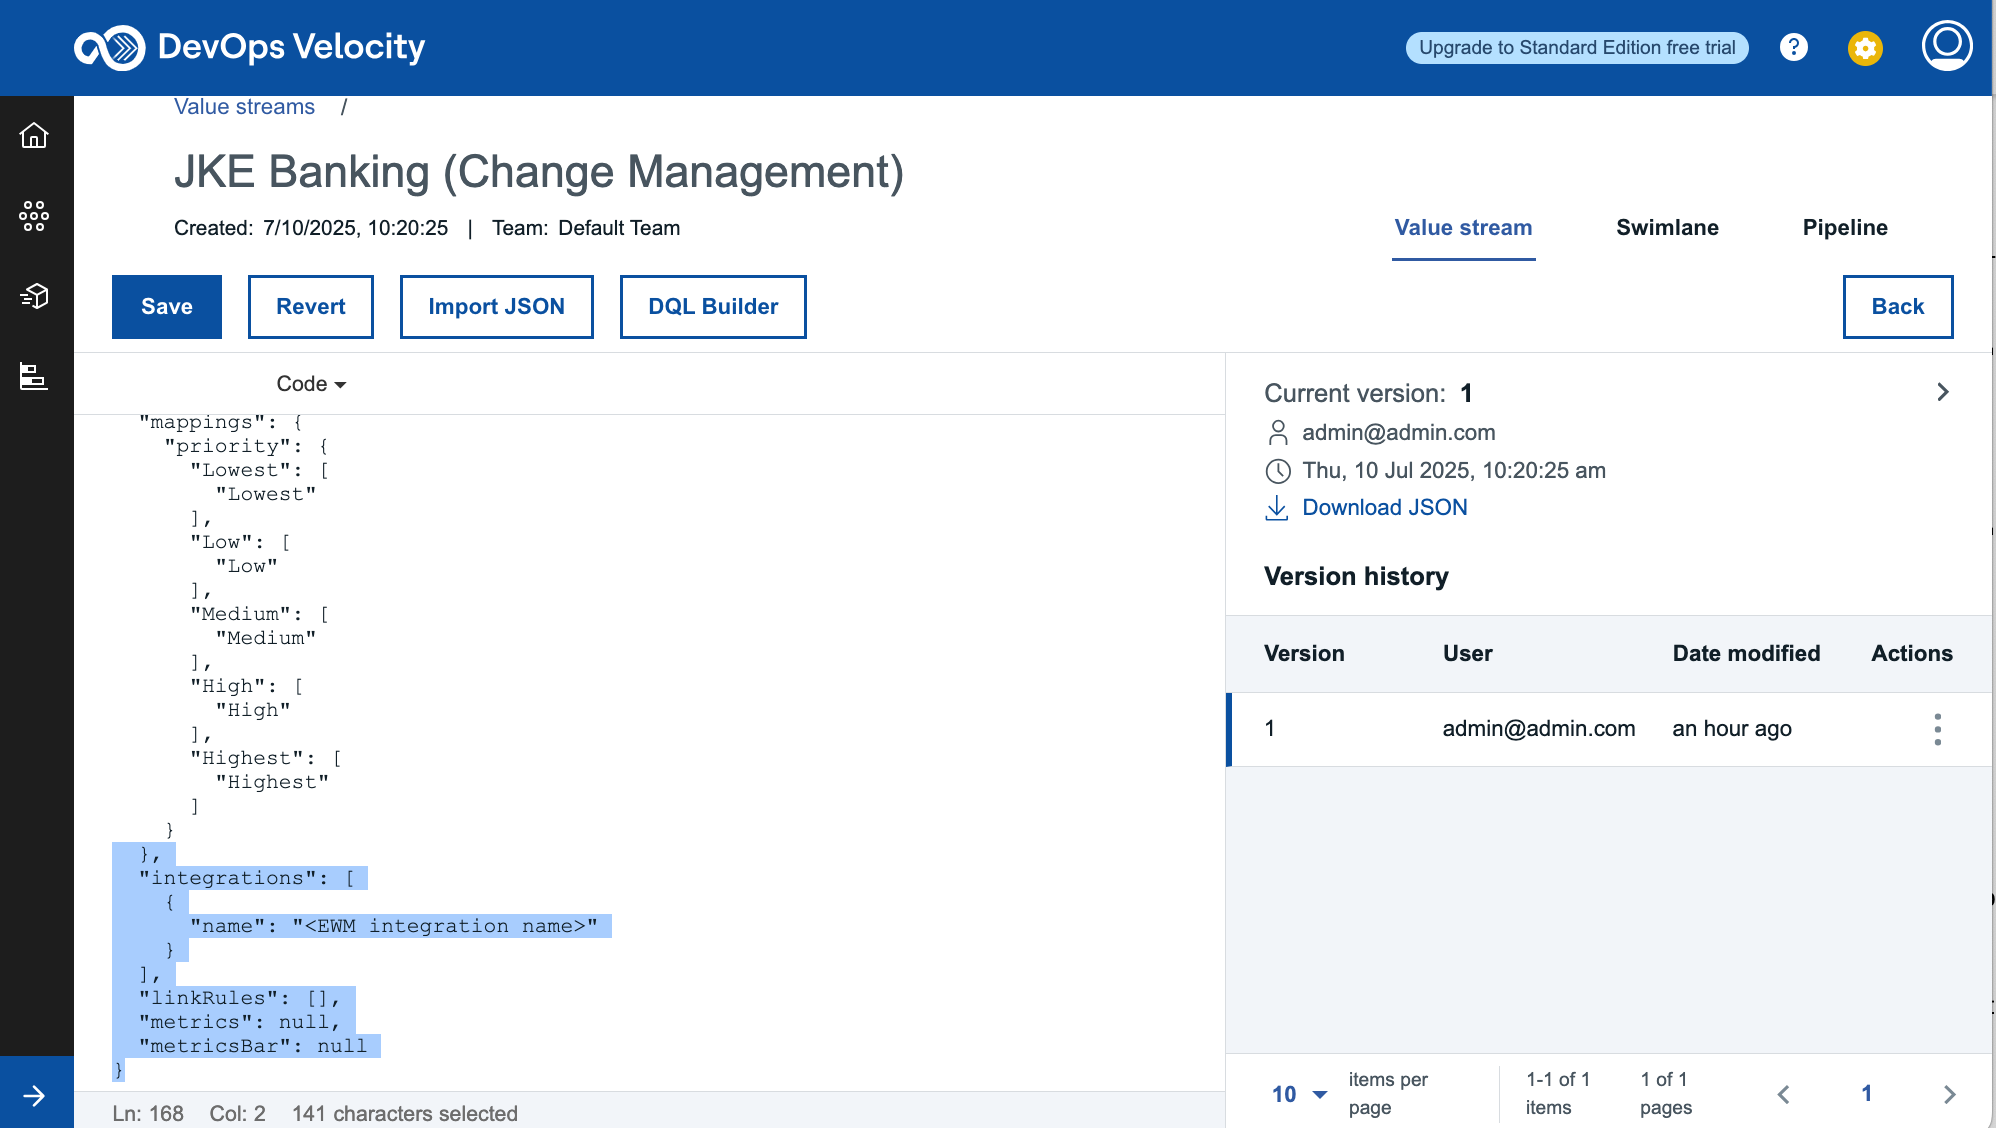 DevOps Velocity
Upgrade to Standard Edition free trial
?
Value streams /
JKE Banking (Change Management)
Created: 7/10/2025, 10:20:25 | Team: Default Team
Value stream
Swimlane
Pipeline
Save
Revert
Import JSON
DQL Builder
Back
Code
"mappings": {
"priority": {
"Lowest": [
"Lowest"
],
"Low": [
"Low"
],
"Medium": [
"Medium"
],
"High": [
"High"
],
"Highest": [
"Highest"
]
}
},
"integrations": [
{
"name": "<EWM integration name>"
}
],
"linkRules": [],
"metrics": null,
"metricsBar": null
}
Ln: 168 Col: 2 141 characters selected
Current version: 1
admin@admin.com
Thu, 10 Jul 2025, 10:20:25 am
Download JSON
Version history
Version User Date modified Actions
1 admin@admin.com an hour ago
10
items per
page
1-1 of 1
items
1 of 1
pages
1